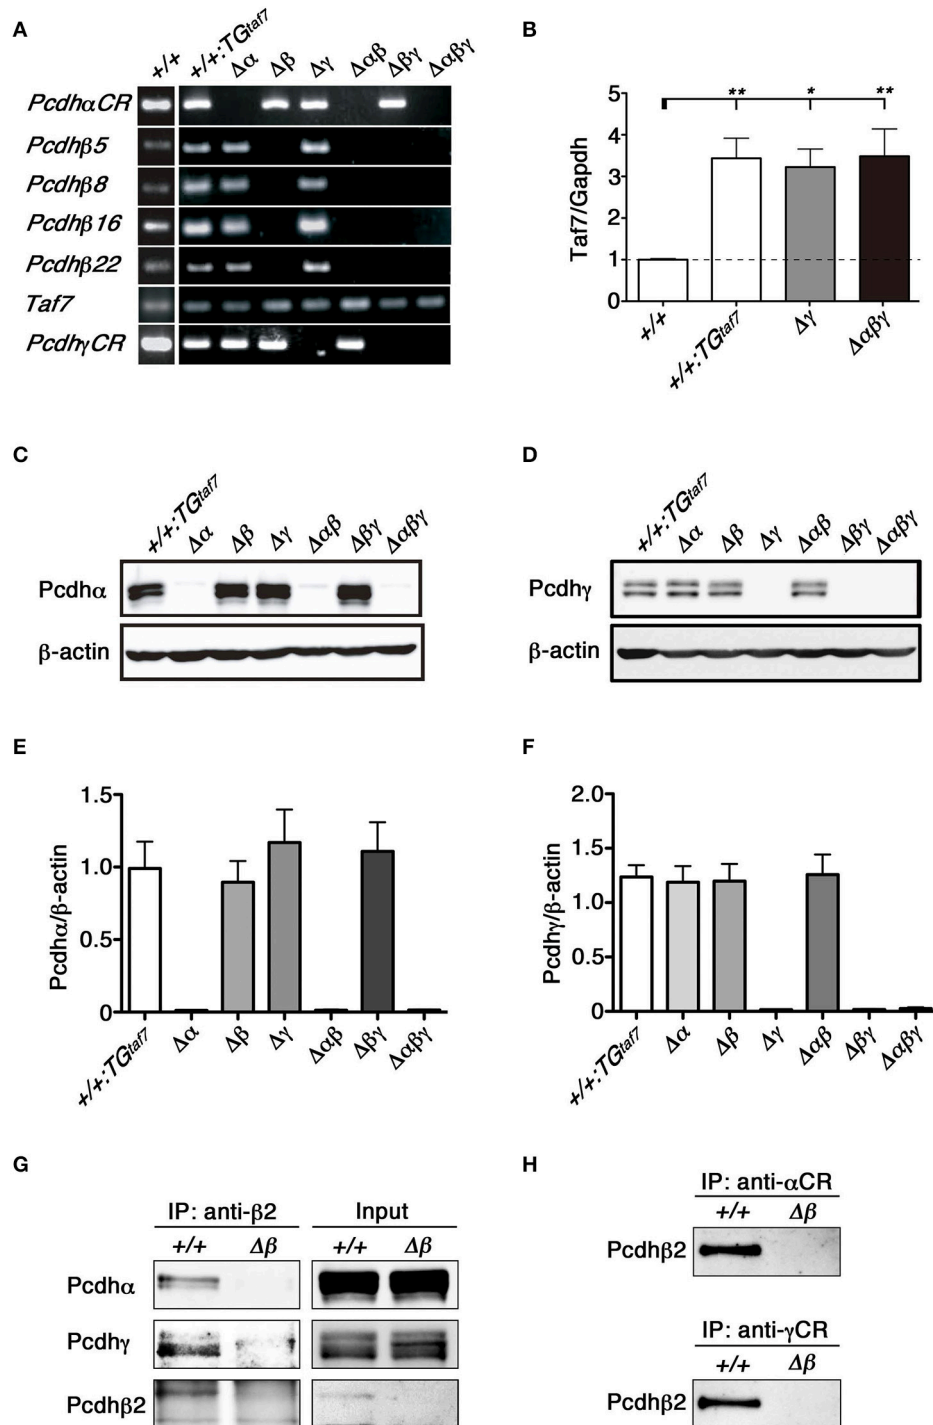 A
+/+ +/+:TGtaf7 Δα Δβ Δγ Δαβ Δβγ Δαβγ
PcdhαCR
Pcdhβ5
Pcdhβ8
Pcdhβ16
Pcdhβ22
Taf7
PcdhγCR
B
** * **
Taf7/Gapdh
5
4
3
2
1
0
+/+ +/+:TGtaf7 Δγ Δαβγ
C
+/+:TGtaf7 Δα Δβ Δγ Δαβ Δβγ Δαβγ
Pcdhα
β-actin
D
+/+:TGtaf7 Δα Δβ Δγ Δαβ Δβγ Δαβγ
Pcdhγ
β-actin
E
Pcdhα/β-actin
1.5
1.0
0.5
0
+/+:TGtaf7 Δα Δβ Δγ Δαβ Δβγ Δαβγ
F
Pcdhγ/β-actin
2.0
1.5
1.0
0.5
0
+/+:TGtaf7 Δα Δβ Δγ Δαβ Δβγ Δαβγ
G
IP: anti-β2 Input
+/+ Δβ +/+ Δβ
Pcdhα
Pcdhγ
Pcdhβ2
H
IP: anti-αCR
+/+ Δβ
Pcdhβ2
IP: anti-γCR
+/+ Δβ
Pcdhβ2